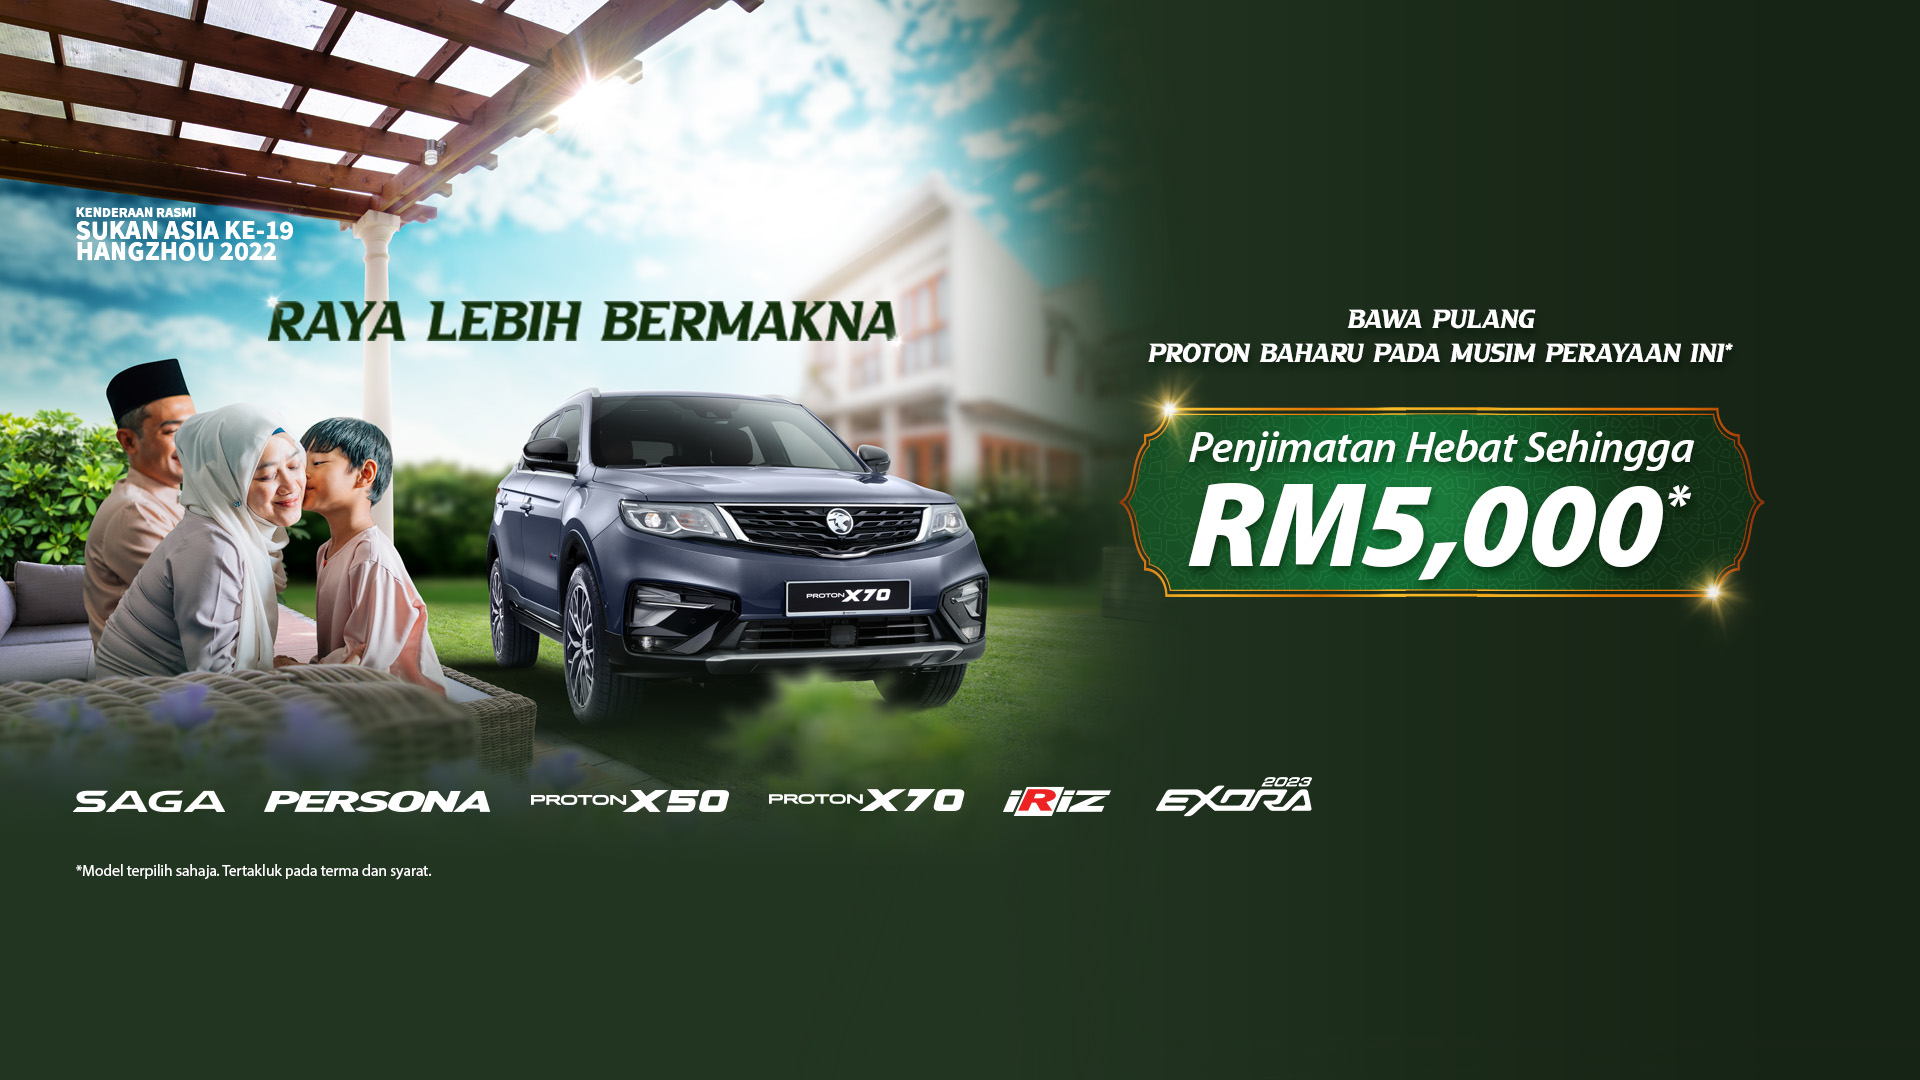 KENDERAAN RASMI
SUKAN ASIA KE-19
HANGZHOU 2022
RAYA LEBIH BERMAKNA
BAWA PULANG
PROTON BAHARU PADA MUSIM PERAYAAN INI*
Penjimatan Hebat Sehingga
RM5,000*
PROTON X70
SAGA
PERSONA
PROTON X50
PROTON X70
iRiZ
EXORA 2023
*Model terpilih sahaja. Tertakluk pada terma dan syarat.